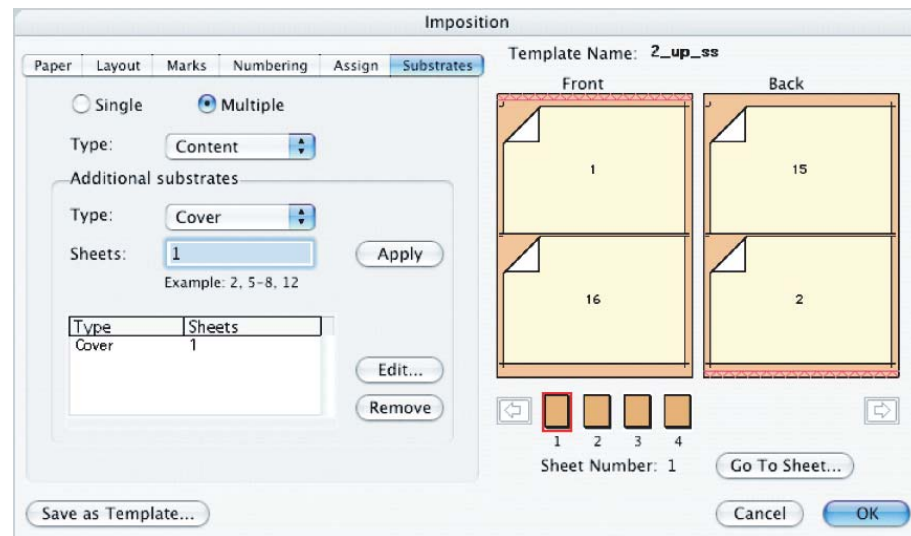 Imposition
Paper Layout Marks Numbering Assign Substrates
Single Multiple
Type: Content
Additional substrates
Type: Cover
Sheets: 1 Apply
Example: 2, 5-8, 12
Type Sheets
Cover 1
Edit...
Remove
Template Name: 2_up_ss
Front Back
1 15
16 2
1 2 3 4
Sheet Number: 1 Go To Sheet...
Save as Template... Cancel OK